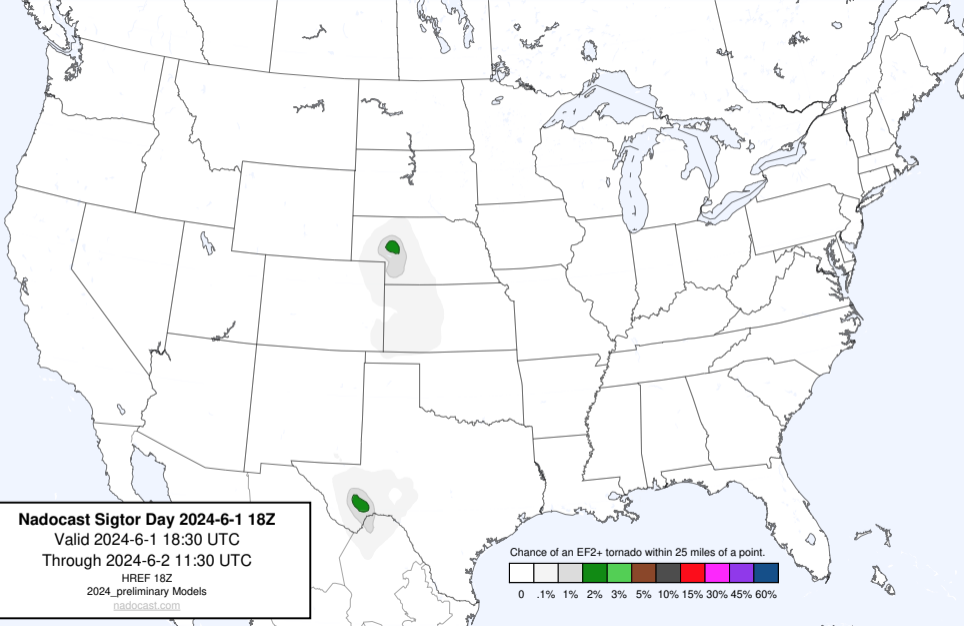 Nadocast Sigtor Day 2024-6-1 18Z
Valid 2024-6-1 18:30 UTC
Through 2024-6-2 11:30 UTC
HREF 18Z
2024_preliminary Models
nadocast.com
Chance of an EF2+ tornado within 25 miles of a point.
0 .1% 1% 2% 3% 5% 10% 15% 30% 45% 60%